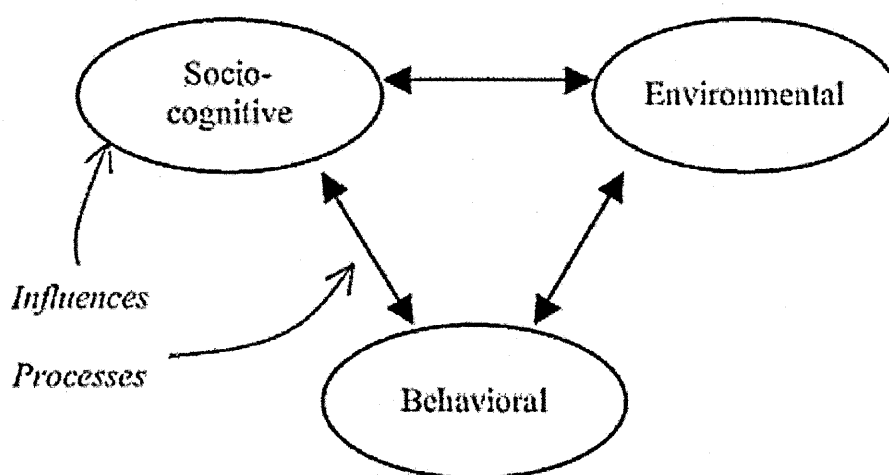 Socio-
cognitive
Environmental
Influences
Processes
Behavioral